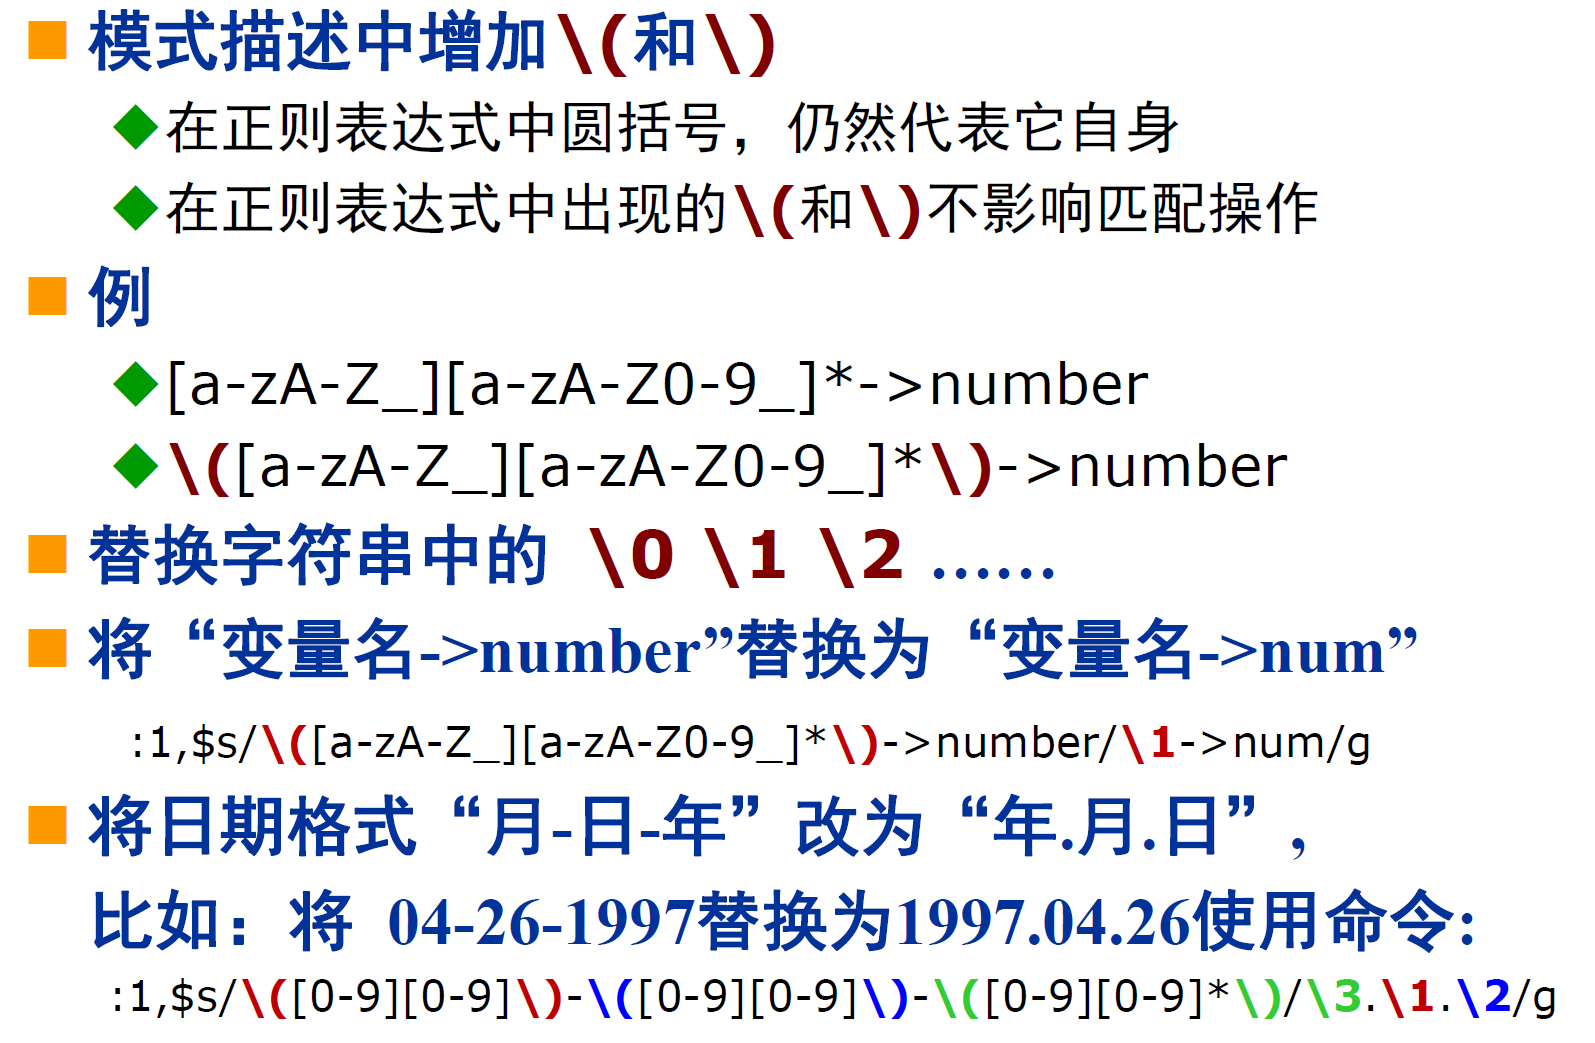 模式描述中增加\(和\)
在正则表达式中圆括号，仍然代表它自身
在正则表达式中出现的\(和\)不影响匹配操作
例
[a-zA-Z_][a-zA-Z0-9_]*->number
\([a-zA-Z_][a-zA-Z0-9_]*\)->number
替换字符串中的 \0 \1 \2 ……
将“变量名->number”替换为“变量名->num”
:1,$s/\([a-zA-Z_][a-zA-Z0-9_]*\)->number/\1->num/g
将日期格式“月-日-年”改为“年.月.日”,
比如：将 04-26-1997替换为1997.04.26使用命令:
:1,$s/\([0-9][0-9]\)-\([0-9][0-9]\)-\([0-9][0-9]*\)/\3.\1.\2/g